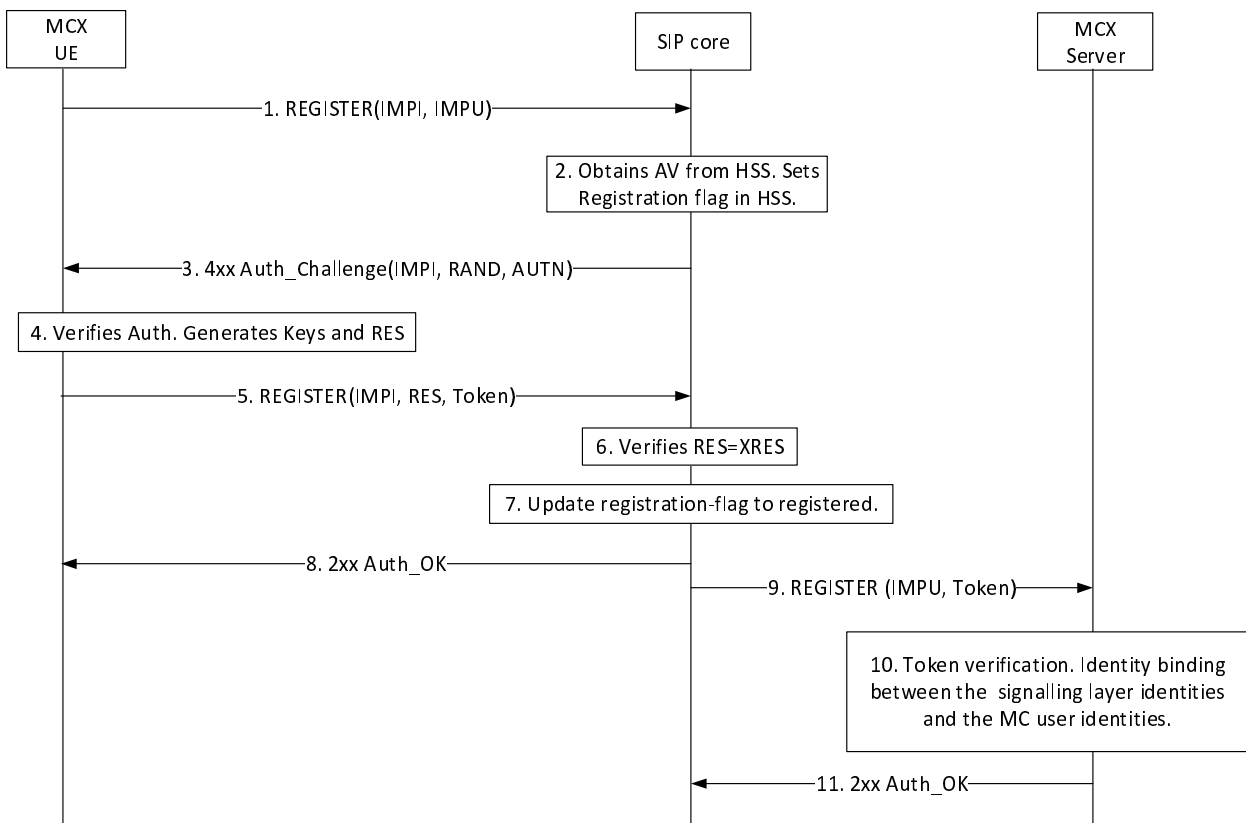 MCX
UE
SIP core
MCX
Server
1. REGISTER(IMPI, IMPU)
2. Obtains AV from HSS. Sets
Registration flag in HSS.
3. 4xx Auth_Challenge(IMPI, RAND, AUTN)
4. Verifies Auth. Generates Keys and RES
5. REGISTER(IMPI, RES, Token)
6. Verifies RES=XRES
7. Update registration-flag to registered.
8. 2xx Auth_OK
9. REGISTER (IMPU, Token)
10. Token verification. Identity binding
between the signalling layer identities
and the MC user identities.
11. 2xx Auth_OK